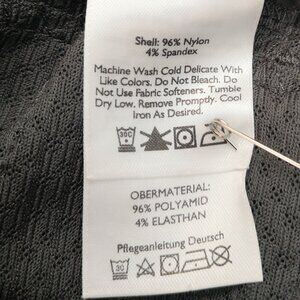 Shell: 96% Nylon
4% Spandex
Machine Wash Cold Delicate With
Like Colors. Do Not Bleach. Do
Not Use Fabric Softeners. Tumble
Dry Low. Remove Promptly. Cool
Iron As Desired.
30C
OBERMATERIAL:
96% POLYAMID
4% ELASTHAN
Pflegeanleitung Deutsch
30